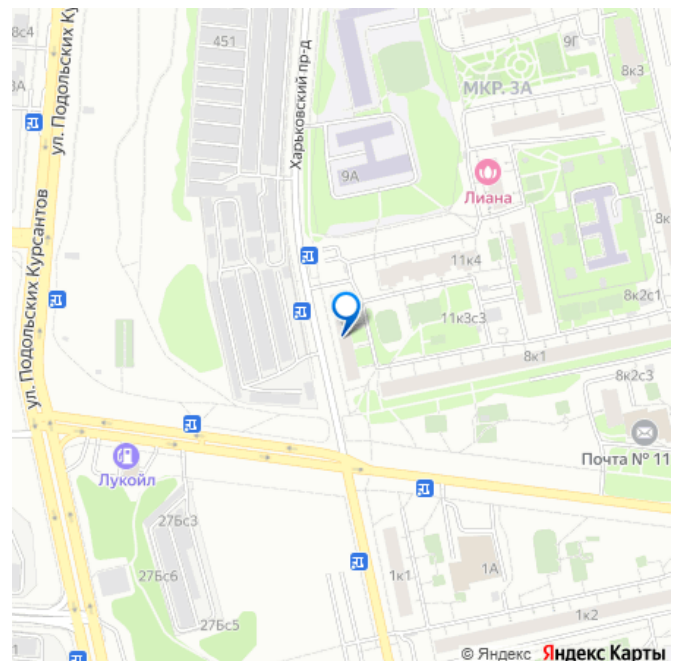 8с4
451
9Г
8к3
МКР. 3А
ул. Подольских Ку
Харьковский пр-д
9А
Лиана
8к
11к4
8к2с1
11к3с3
8к1
8к2с3
ул. Подольских Курсантов
Почта № 11
Лукойл
27Бс3
27Бс6
27Бс5
1к1
1А
1к2
© Яндекс Яндекс Карты